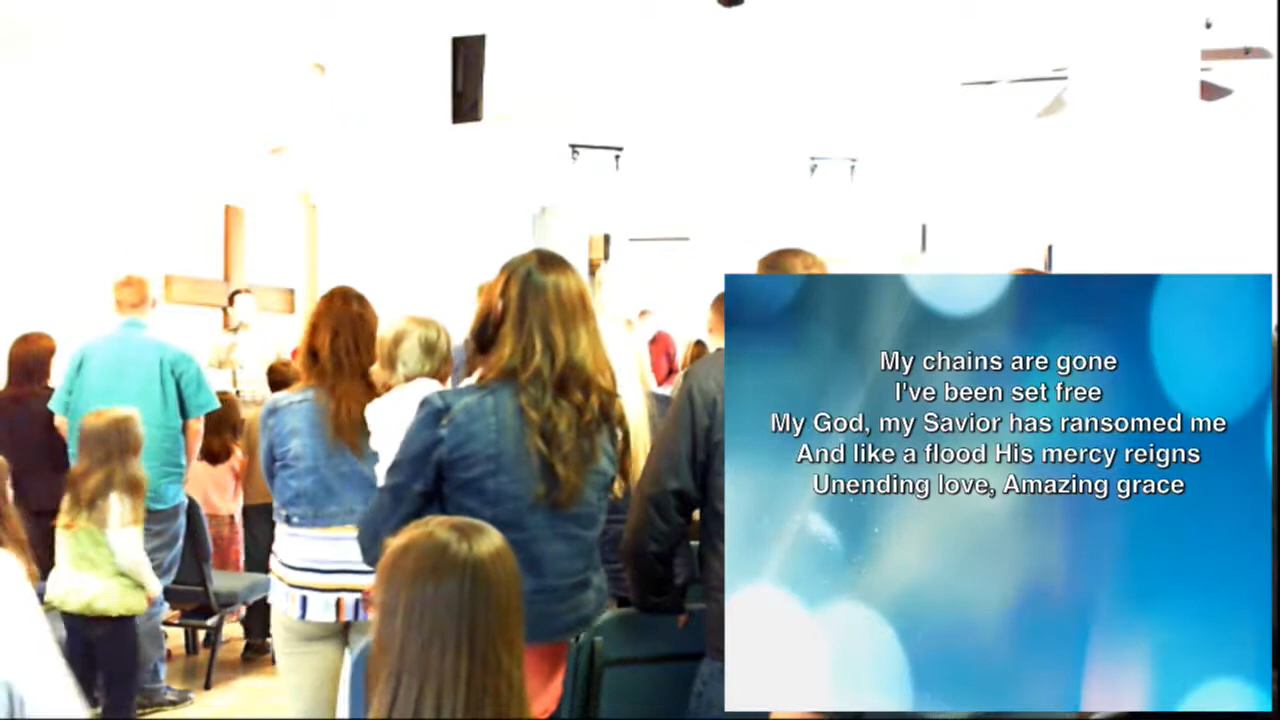 My chains are gone
I've been set free
My God, my Savior has ransomed me
And like a flood His mercy reigns
Unending love, Amazing grace